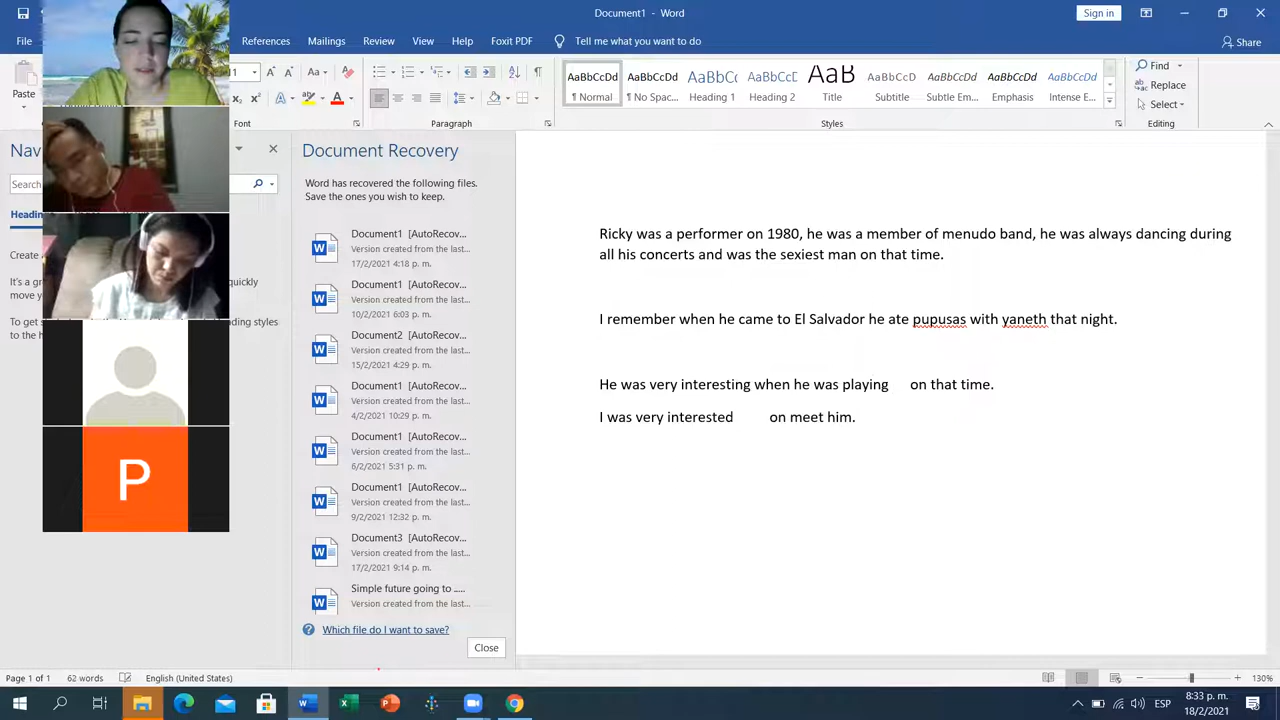 Document1 - Word
Sign in
File
References
Mailings
Review
View
Help
Foxit PDF
Tell me what you want to do
Share
Paste
AaBbCcDd
AaBbCcDd
AaBbC
AaBbCcD
AaB
AaBbCcD
AaBbCcDd
AaBbCcDd
AaBbCcDd
¶ Normal
¶ No Spac...
Heading 1
Heading 2
Title
Subtitle
Subtle Em...
Emphasis
Intense E...
Find
Replace
Select
Font
Paragraph
Styles
Editing
Nav
Document Recovery
Word has recovered the following files.
Save the ones you wish to keep.
Document1 [AutoRecov...
Version created from the last...
17/2/2021 4:18 p. m.
Document1 [AutoRecov...
Version created from the last...
10/2/2021 6:03 p. m.
Document2 [AutoRecov...
Version created from the last...
15/2/2021 4:29 p. m.
Document1 [AutoRecov...
Version created from the last...
4/2/2021 10:29 p. m.
Document1 [AutoRecov...
Version created from the last...
6/2/2021 5:31 p. m.
Document1 [AutoRecov...
Version created from the last...
9/2/2021 12:32 p. m.
Document3 [AutoRecov...
Version created from the last...
17/2/2021 9:14 p. m.
Simple future going to .....
Version created from the last...
Which file do I want to save?
Close
Ricky was a performer on 1980, he was a member of menudo band, he was always dancing during
all his concerts and was the sexiest man on that time.
I remember when he came to El Salvador he ate pupusas with yaneth that night.
He was very interesting when he was playing on that time.
I was very interested on meet him.
P
Page 1 of 1
62 words
English (United States)
130%
ESP
8:33 p. m.
18/2/2021